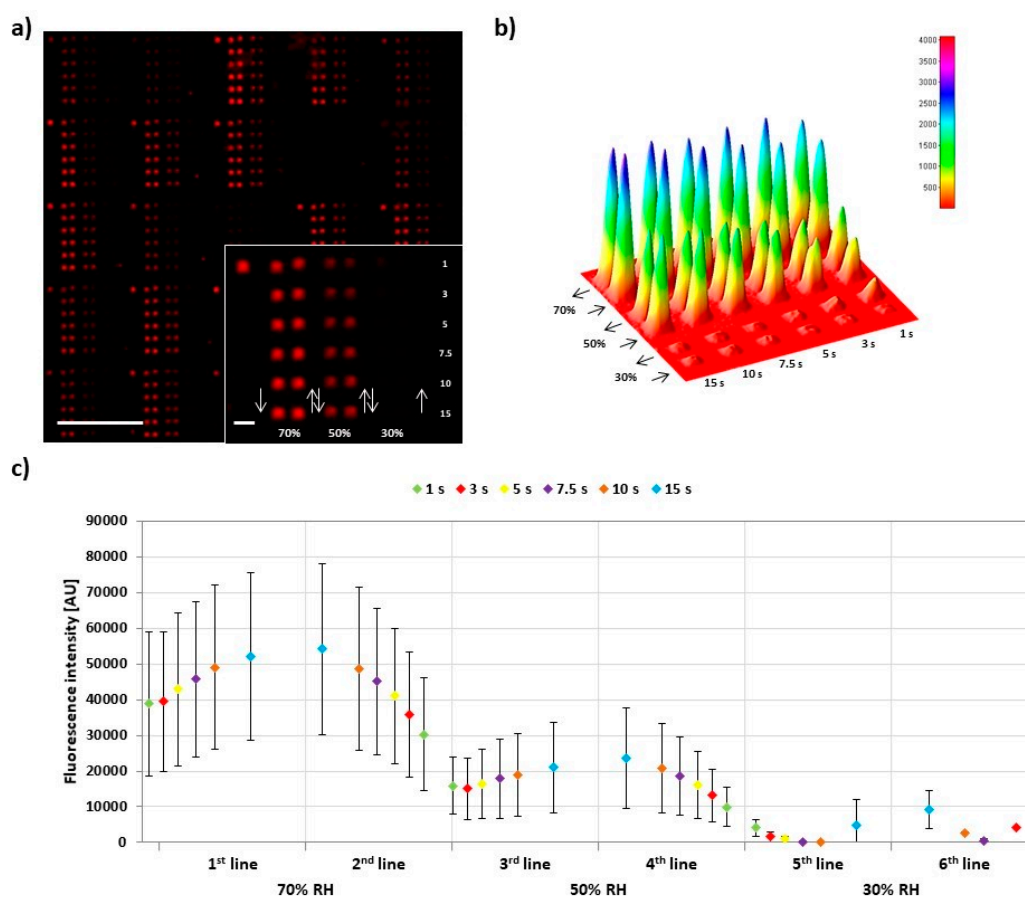 a)
1
3
5
7.5
10
15
70% 50% 30%
b)
4000
3500
3000
2500
2000
1500
1000
500
70%
50%
30%
15 s
10 s
7.5 s
5 s
3 s
1 s
c)
1 s 3 s 5 s 7.5 s 10 s 15 s
Fluorescence intensity [AU]
90000
80000
70000
60000
50000
40000
30000
20000
10000
0
1st line 2nd line 3rd line 4th line 5th line 6th line
70% RH 50% RH 30% RH